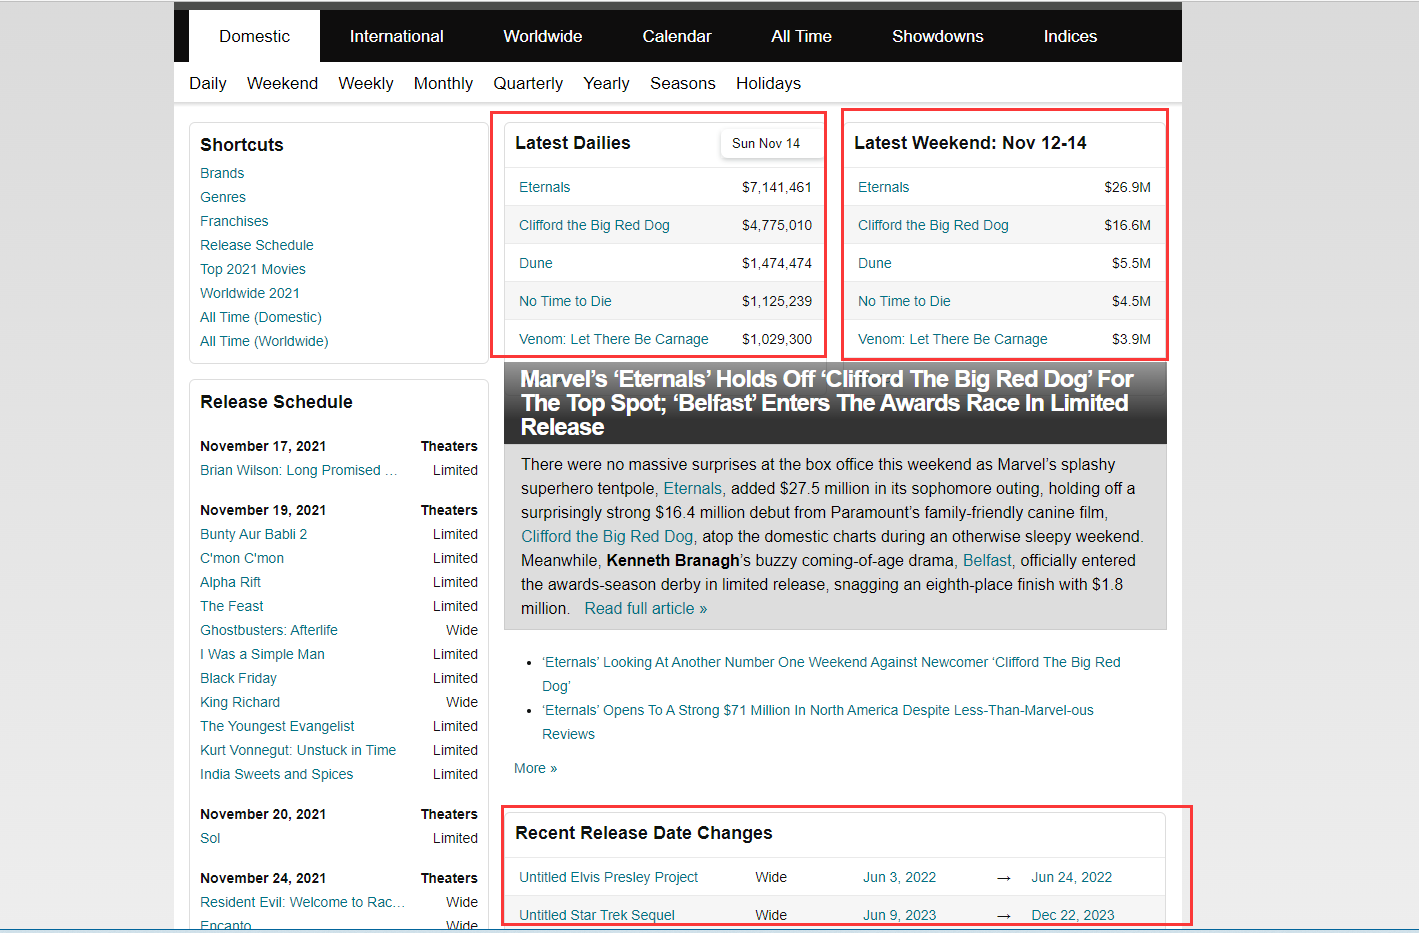 Domestic International Worldwide Calendar All Time Showdowns Indices
Daily Weekend Weekly Monthly Quarterly Yearly Seasons Holidays
Shortcuts
Brands
Genres
Franchises
Release Schedule
Top 2021 Movies
Worldwide 2021
All Time (Domestic)
All Time (Worldwide)
Release Schedule
November 17, 2021 Theaters
Brian Wilson: Long Promised ... Limited
November 19, 2021 Theaters
Bunty Aur Babli 2 Limited
C'mon C'mon Limited
Alpha Rift Limited
The Feast Limited
Ghostbusters: Afterlife Wide
I Was a Simple Man Limited
Black Friday Limited
King Richard Wide
The Youngest Evangelist Limited
Kurt Vonnegut: Unstuck in Time Limited
India Sweets and Spices Limited
November 20, 2021 Theaters
Sol Limited
November 24, 2021 Theaters
Resident Evil: Welcome to Rac... Wide
Encanto Wide
Latest Dailies Sun Nov 14
Eternals $7,141,461
Clifford the Big Red Dog $4,775,010
Dune $1,474,474
No Time to Die $1,125,239
Venom: Let There Be Carnage $1,029,300
Latest Weekend: Nov 12-14
Eternals $26.9M
Clifford the Big Red Dog $16.6M
Dune $5.5M
No Time to Die $4.5M
Venom: Let There Be Carnage $3.9M
Marvel’s ‘Eternals’ Holds Off ‘Clifford The Big Red Dog’ For
The Top Spot; ‘Belfast’ Enters The Awards Race In Limited
Release
There were no massive surprises at the box office this weekend as Marvel’s splashy
superhero tentpole, Eternals, added $27.5 million in its sophomore outing, holding off a
surprisingly strong $16.4 million debut from Paramount’s family-friendly canine film,
Clifford the Big Red Dog, atop the domestic charts during an otherwise sleepy weekend.
Meanwhile, Kenneth Branagh’s buzzy coming-of-age drama, Belfast, officially entered
the awards-season derby in limited release, snagging an eighth-place finish with $1.8
million. Read full article »
• ‘Eternals’ Looking At Another Number One Weekend Against Newcomer ‘Clifford The Big Red
Dog’
• ‘Eternals’ Opens To A Strong $71 Million In North America Despite Less-Than-Marvel-ous
Reviews
More »
Recent Release Date Changes
Untitled Elvis Presley Project Wide Jun 3, 2022 → Jun 24, 2022
Untitled Star Trek Sequel Wide Jun 9, 2023 → Dec 22, 2023